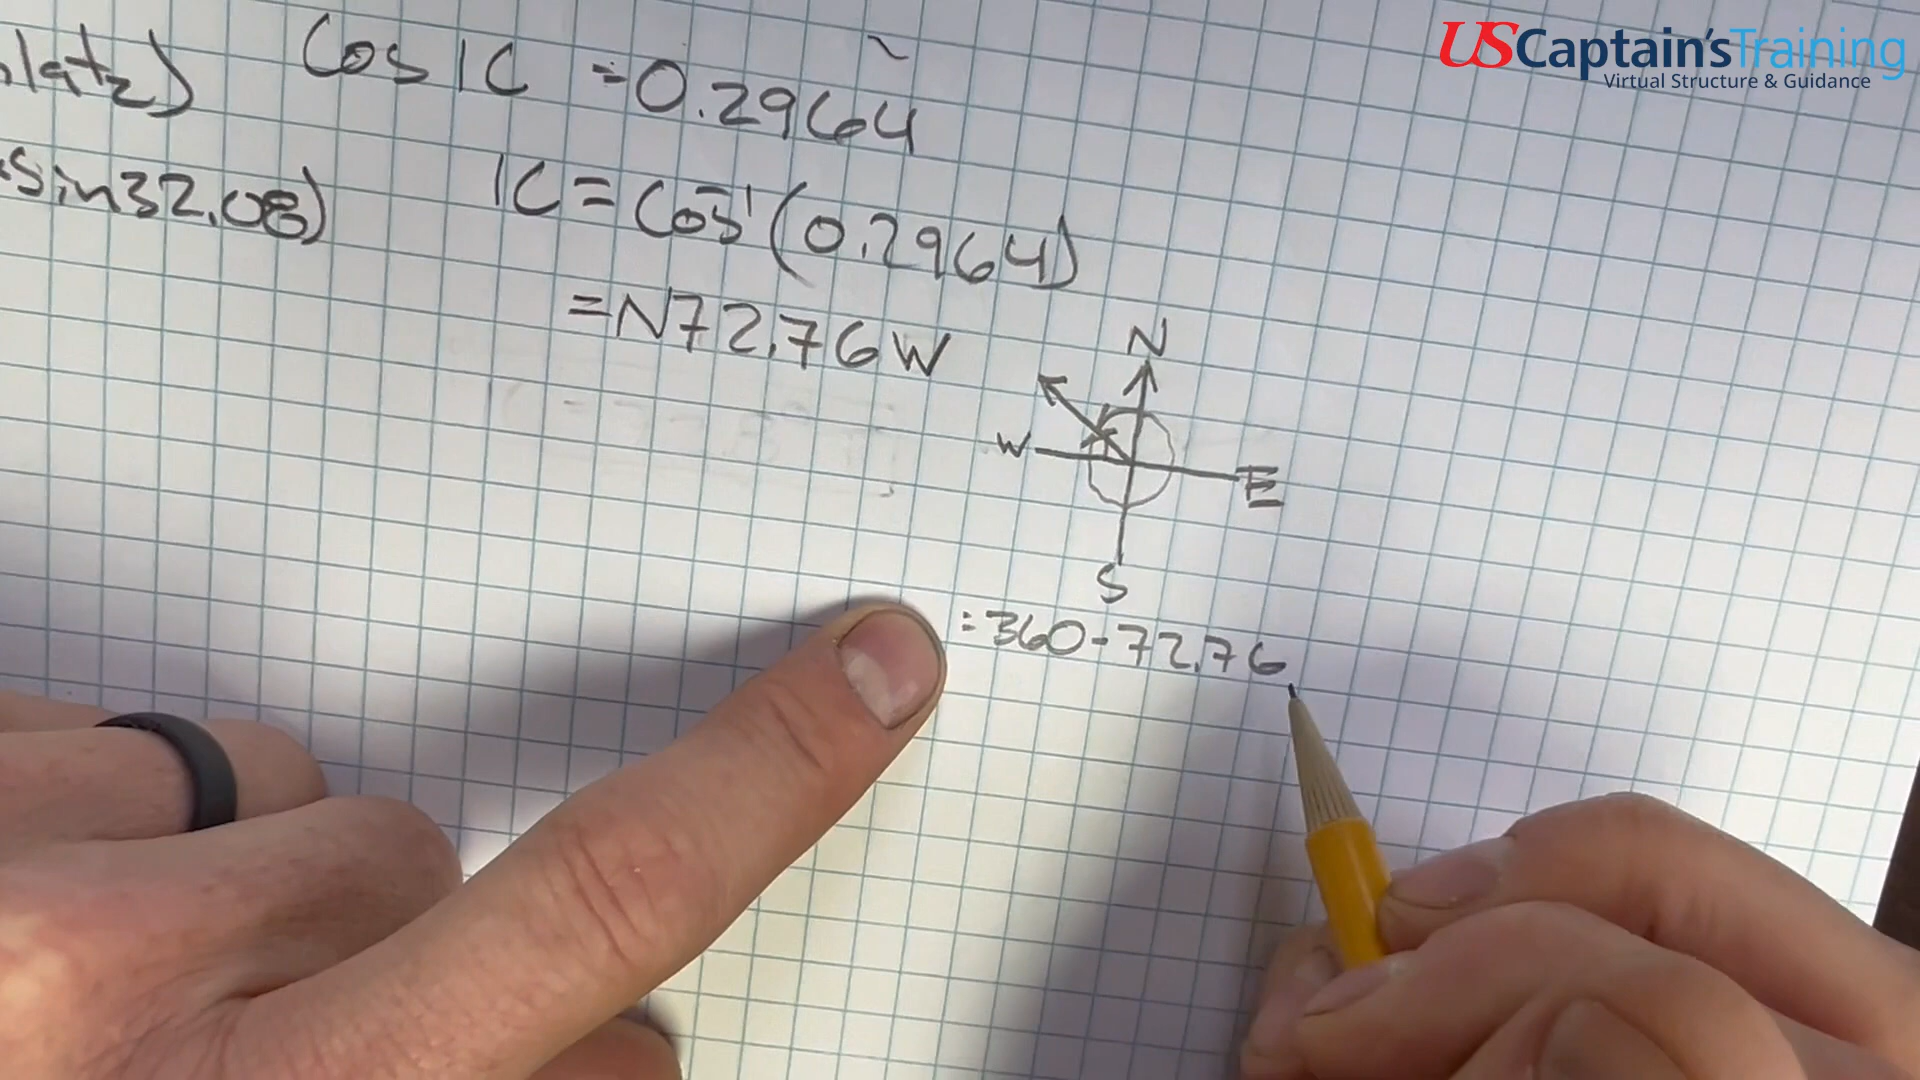 USCaptain'sTraining
Virtual Structure & Guidance
lat2)
Cos IC = 0.2964
sin32.08)
IC = Cos⁻¹(0.2964)
=N72.76W
N
W
E
S
=360-72.76